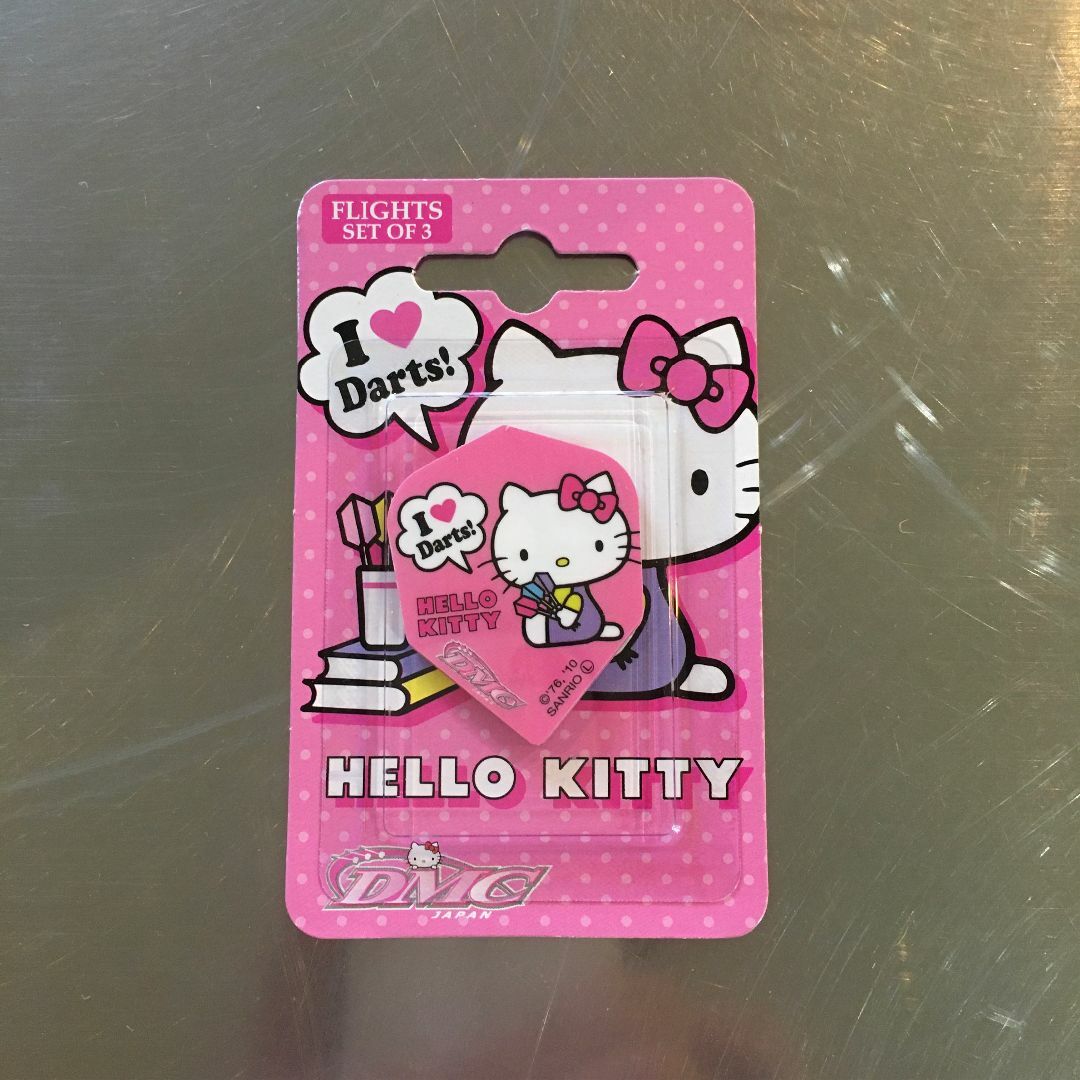 FLIGHTS
SET OF 3
I
Darts!
I
Darts!
HELLO
KITTY
DMC
©'76, '10
SANRIO Ⓛ
HELLO KITTY
DMC
JAPAN